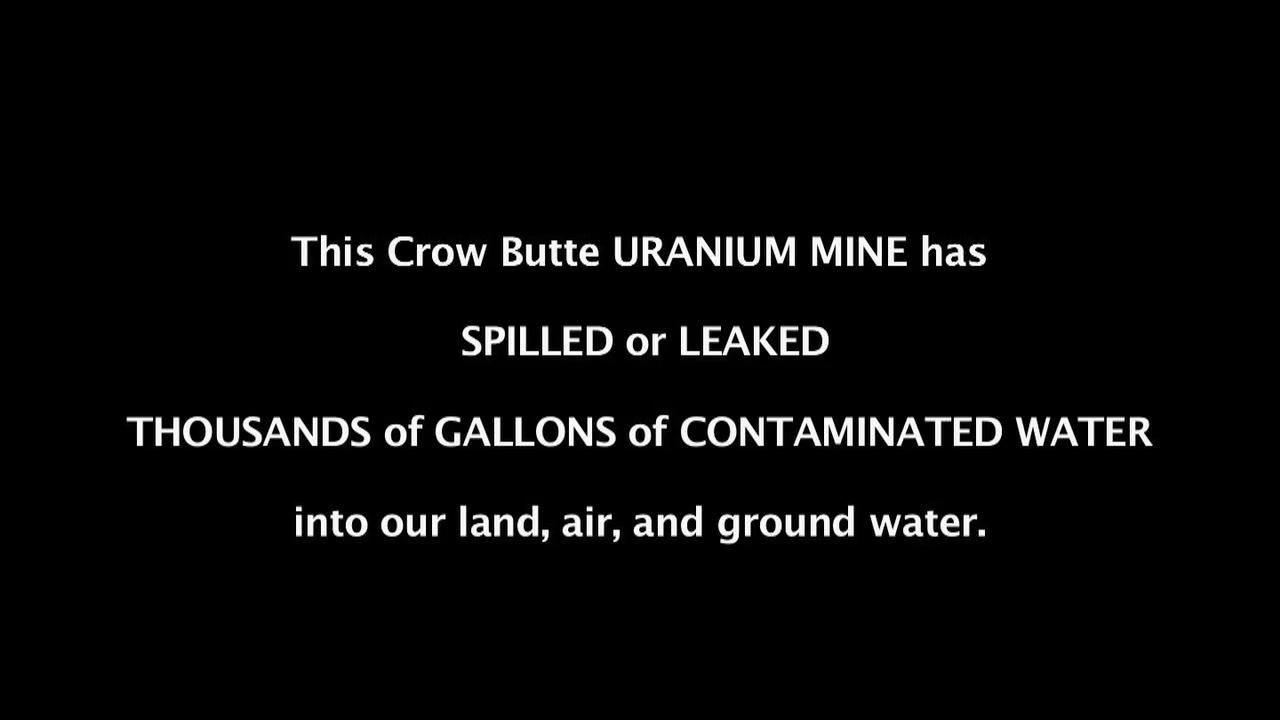 This Crow Butte URANIUM MINE has
SPILLED or LEAKED
THOUSANDS of GALLONS of CONTAMINATED WATER
into our land, air, and ground water.